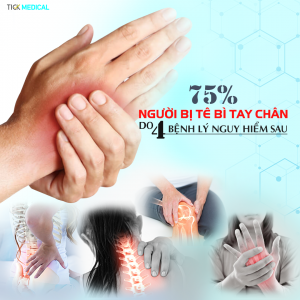 TICK MEDICAL
75%
NGƯỜI BỊ TÊ BÌ TAY CHÂN
DO 4 BỆNH LÝ NGUY HIỂM SAU